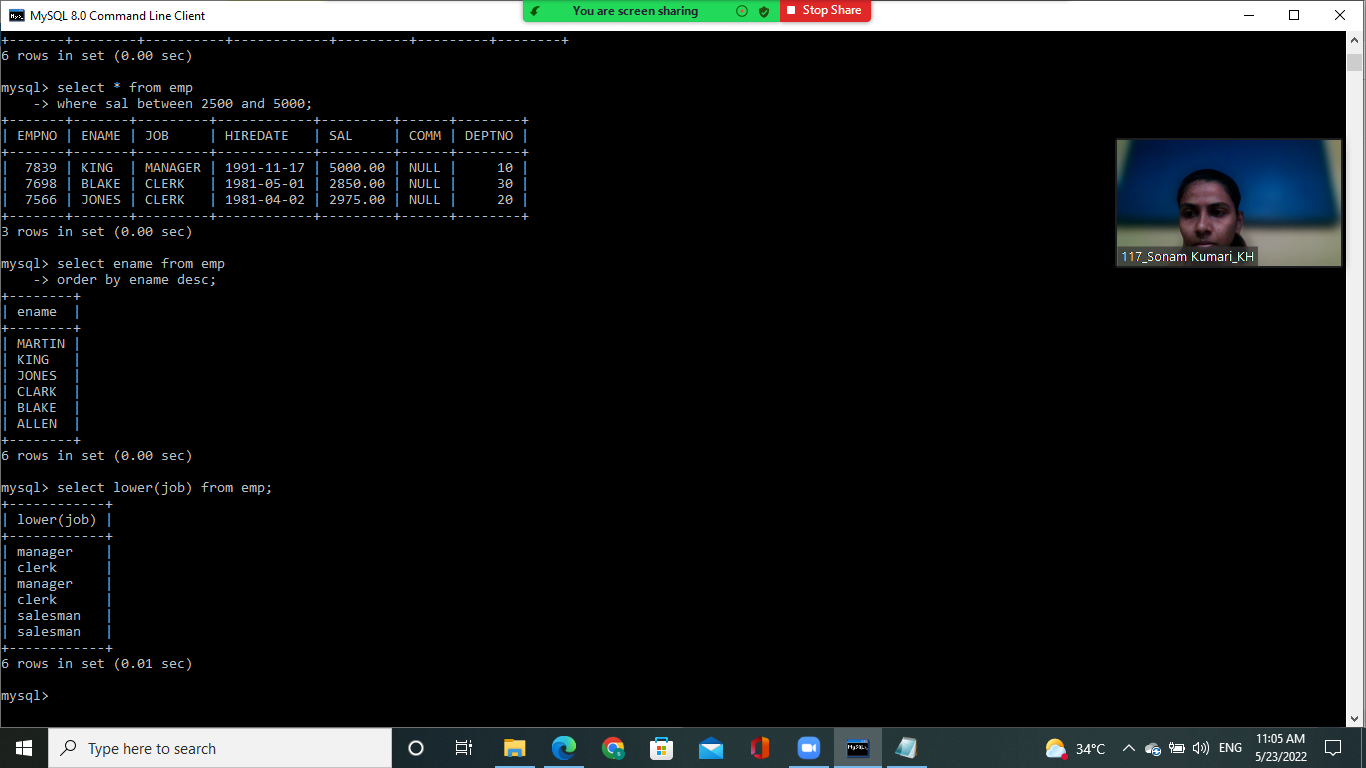 MySQL 8.0 Command Line Client
You are screen sharing
Stop Share
+-------+--------+----------+------------+---------+---------+--------+
6 rows in set (0.00 sec)
mysql> select * from emp
    -> where sal between 2500 and 5000;
+-------+-------+---------+------------+---------+------+--------+
| EMPNO | ENAME | JOB     | HIREDATE   | SAL     | COMM | DEPTNO |
+-------+-------+---------+------------+---------+------+--------+
|  7839 | KING  | MANAGER | 1991-11-17 | 5000.00 | NULL |     10 |
|  7698 | BLAKE | CLERK   | 1981-05-01 | 2850.00 | NULL |     30 |
|  7566 | JONES | CLERK   | 1981-04-02 | 2975.00 | NULL |     20 |
+-------+-------+---------+------------+---------+------+--------+
3 rows in set (0.00 sec)
117_Sonam Kumari_KH
mysql> select ename from emp
    -> order by ename desc;
+--------+
| ename  |
+--------+
| MARTIN |
| KING   |
| JONES  |
| CLARK  |
| BLAKE  |
| ALLEN  |
+--------+
6 rows in set (0.00 sec)
mysql> select lower(job) from emp;
+------------+
| lower(job) |
+------------+
| manager    |
| clerk      |
| manager    |
| clerk      |
| salesman   |
| salesman   |
+------------+
6 rows in set (0.01 sec)
mysql>
Type here to search
MySQL
34°C
ENG
11:05 AM
5/23/2022